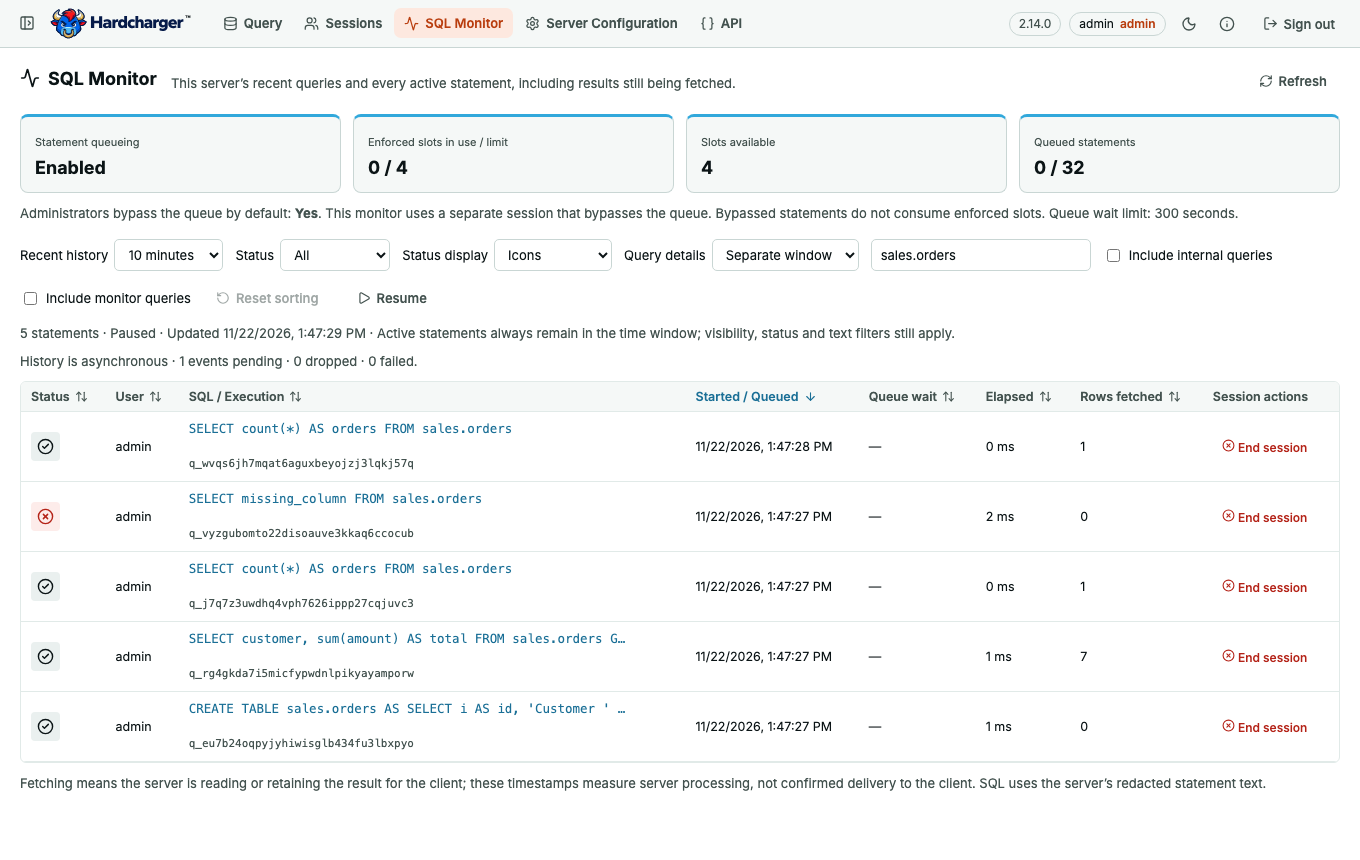 Hardcharger™ Query Sessions SQL Monitor Server Configuration API 2.14.0 admin admin Sign out
SQL Monitor This server's recent queries and every active statement, including results still being fetched. Refresh
Statement queueing Enforced slots in use / limit Slots available Queued statements
Enabled 0 / 4 4 0 / 32
Administrators bypass the queue by default: Yes. This monitor uses a separate session that bypasses the queue. Bypassed statements do not consume enforced slots. Queue wait limit: 300 seconds.
Recent history 10 minutes Status All Status display Icons Query details Separate window sales.orders Include internal queries
Include monitor queries Reset sorting Resume
5 statements · Paused · Updated 11/22/2026, 1:47:29 PM · Active statements always remain in the time window; visibility, status and text filters still apply.
History is asynchronous · 1 events pending · 0 dropped · 0 failed.
Status User SQL / Execution Started / Queued Queue wait Elapsed Rows fetched Session actions
SELECT count(*) AS orders FROM sales.orders
admin 11/22/2026, 1:47:28 PM — 0 ms 1 End session
q_wvqs6jh7mqat6aguxbeyojzj3lqkj57q
SELECT missing_column FROM sales.orders
admin 11/22/2026, 1:47:27 PM — 2 ms 0 End session
q_vyzgubomto22disoauve3kkaq6ccocub
SELECT count(*) AS orders FROM sales.orders
admin 11/22/2026, 1:47:27 PM — 0 ms 1 End session
q_j7q7z3uwdhq4vph7626ippp27cqjuvc3
SELECT customer, sum(amount) AS total FROM sales.orders G…
admin 11/22/2026, 1:47:27 PM — 1 ms 7 End session
q_rg4gkda7i5micfypwdnlpikyayamporw
CREATE TABLE sales.orders AS SELECT i AS id, 'Customer ' …
admin 11/22/2026, 1:47:27 PM — 1 ms 0 End session
q_eu7b24oqpyjyhiwisglb434fu3lbxpyo
Fetching means the server is reading or retaining the result for the client; these timestamps measure server processing, not confirmed delivery to the client. SQL uses the server's redacted statement text.